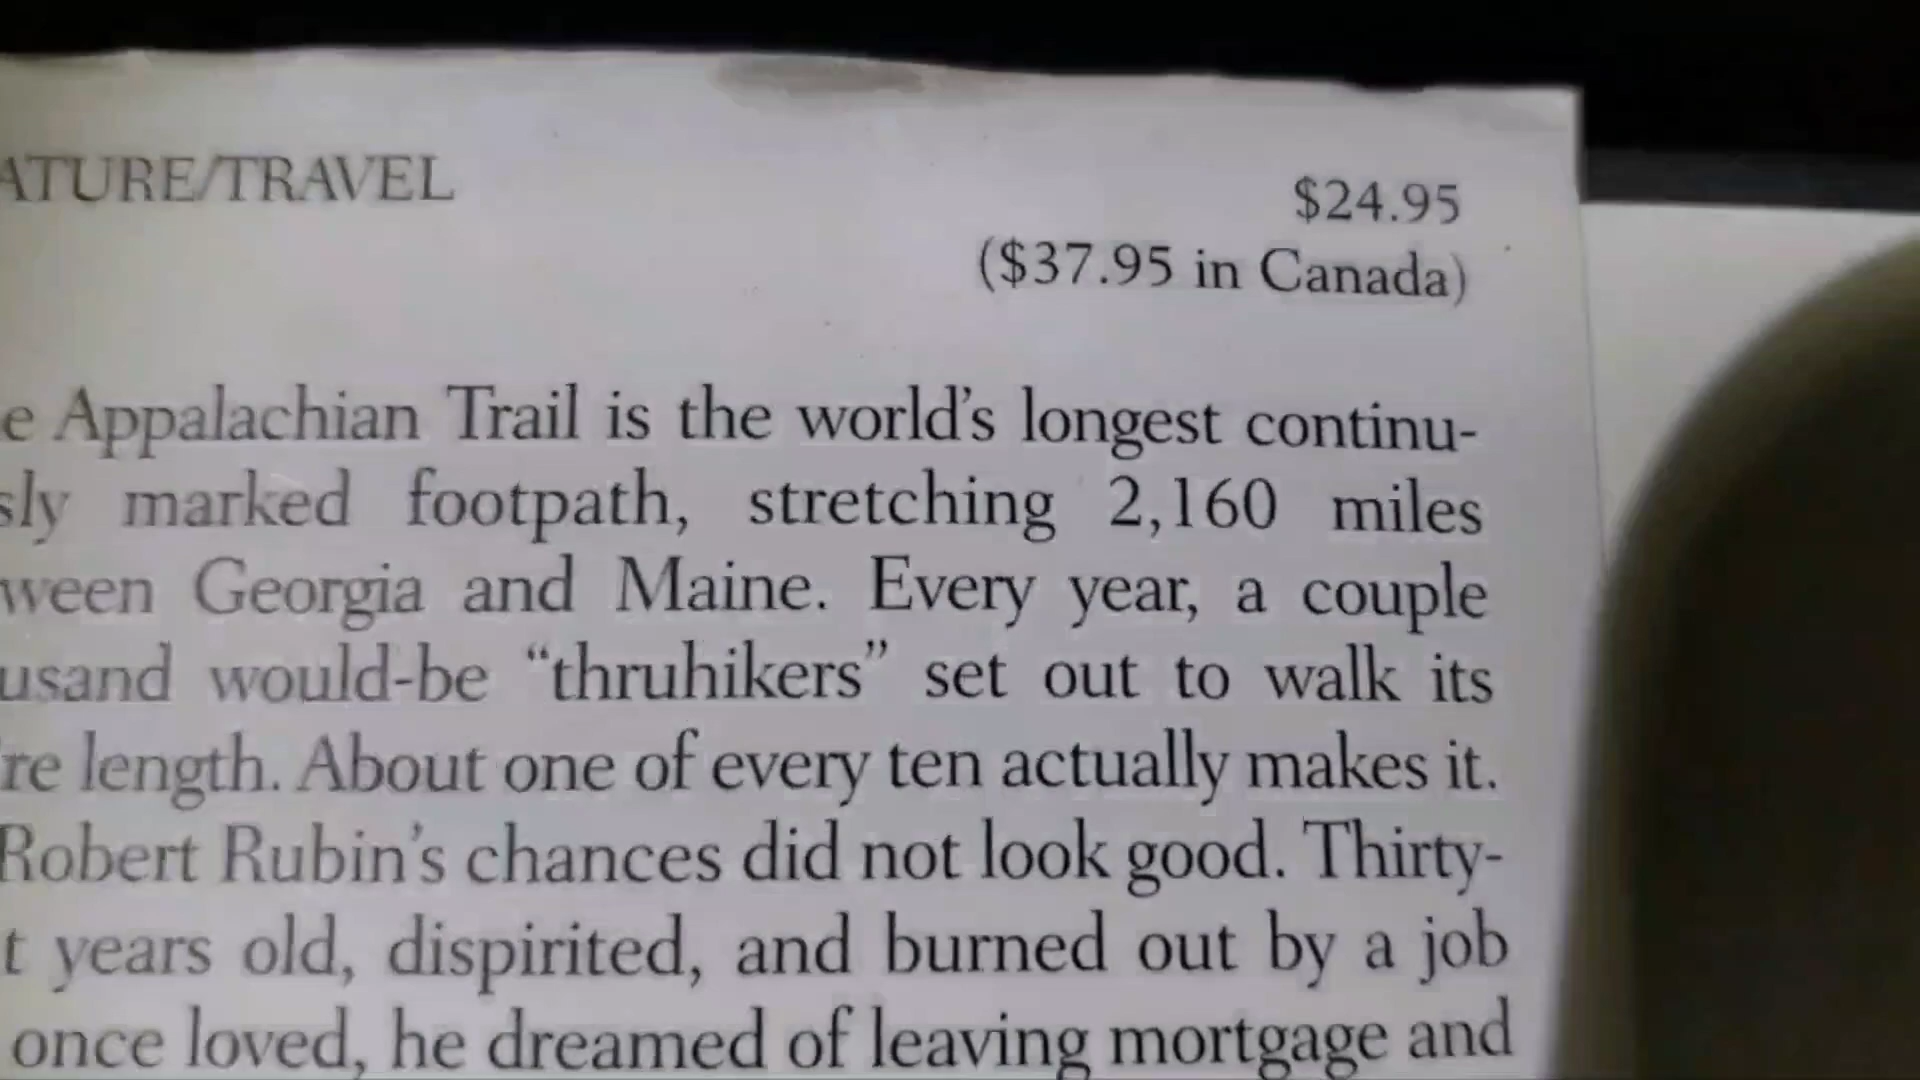 ATURE/TRAVEL
$24.95
($37.95 in Canada)
e Appalachian Trail is the world's longest continu-
sly marked footpath, stretching 2,160 miles
ween Georgia and Maine. Every year, a couple
usand would-be “thruhikers” set out to walk its
re length. About one of every ten actually makes it.
Robert Rubin's chances did not look good. Thirty-
t years old, dispirited, and burned out by a job
once loved, he dreamed of leaving mortgage and